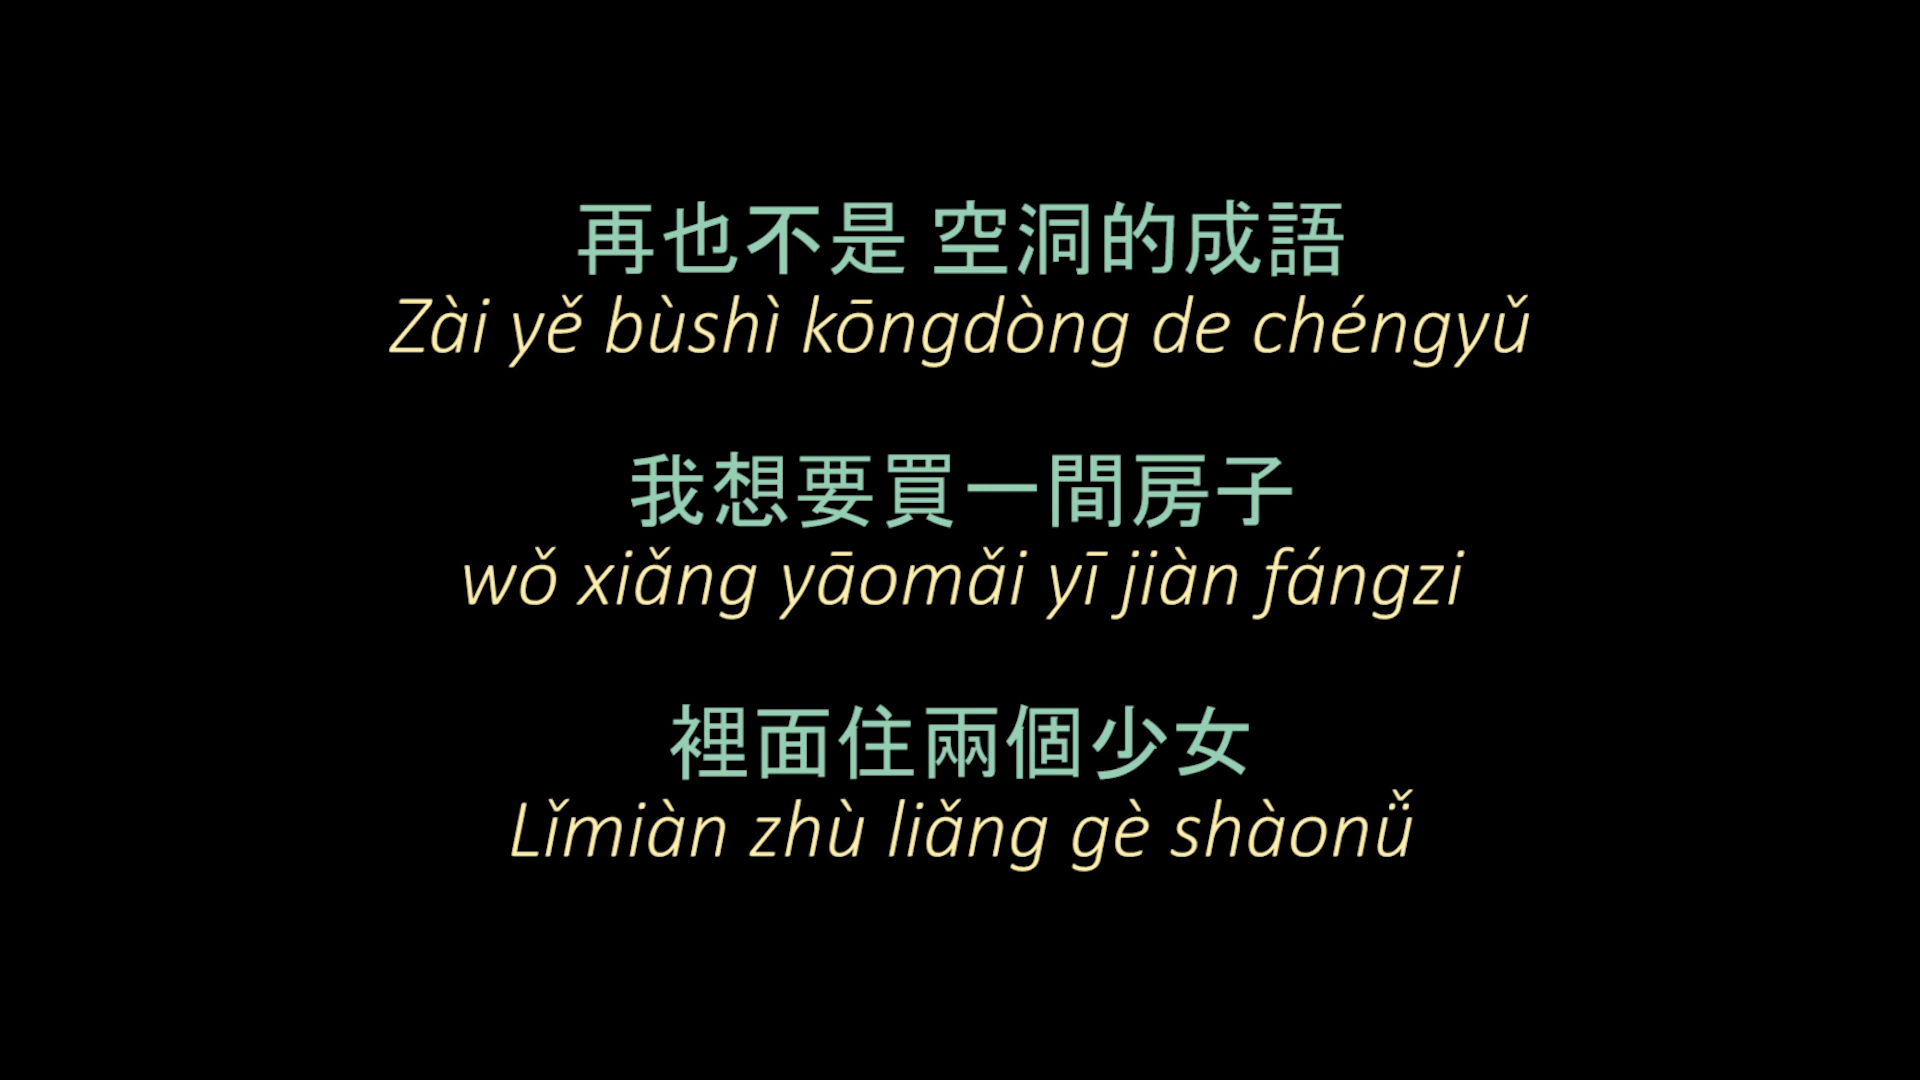 再也不是 空洞的成語
Zài yě bùshì kōngdòng de chéngyǔ
我想要買一間房子
wǒ xiǎng yāomǎi yī jiàn fángzi
裡面住兩個少女
Lǐmiàn zhù liǎng gè shàonǚ